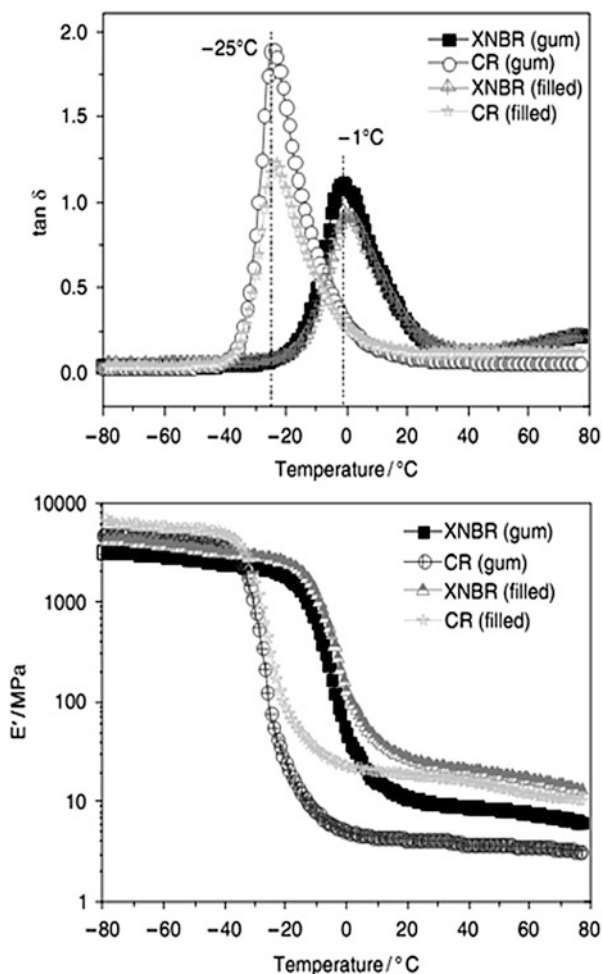 2.0
1.5
1.0
0.5
0.0
tan δ
−25°C
−1°C
XNBR (gum)
CR (gum)
XNBR (filled)
CR (filled)
−80 −60 −40 −20 0 20 40 60 80
Temperature/°C
10000
1000
100
10
1
E′/MPa
XNBR (gum)
CR (gum)
XNBR (filled)
CR (filled)
−80 −60 −40 −20 0 20 40 60 80
Temperature/°C